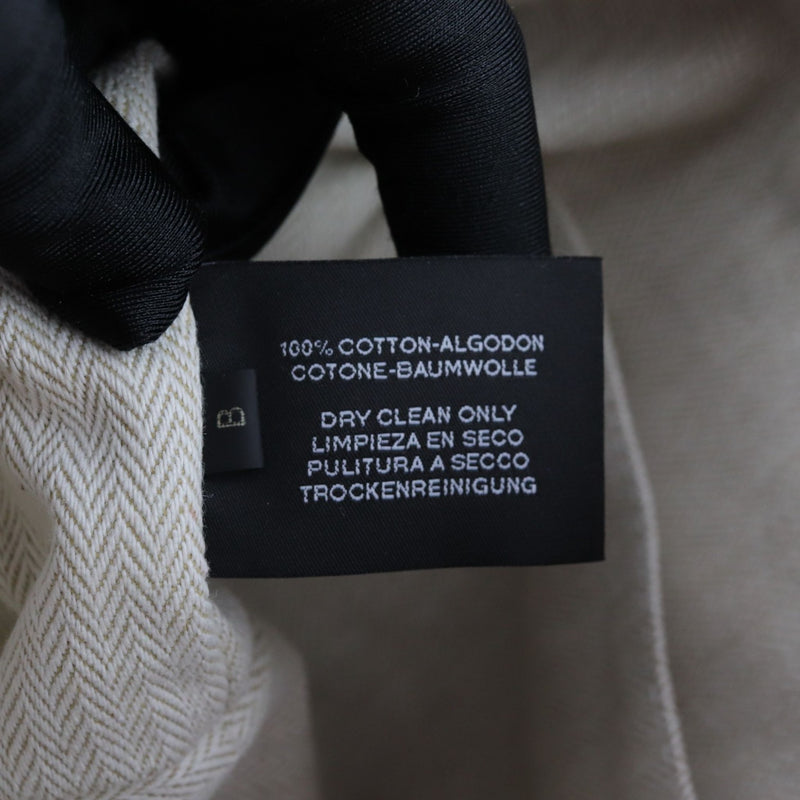 100% COTTON-ALGODON
COTONE-BAUMWOLLE
DRY CLEAN ONLY
LIMPIEZA EN SECO
PULITURA A SECCO
TROCKENREINIGUNG
B